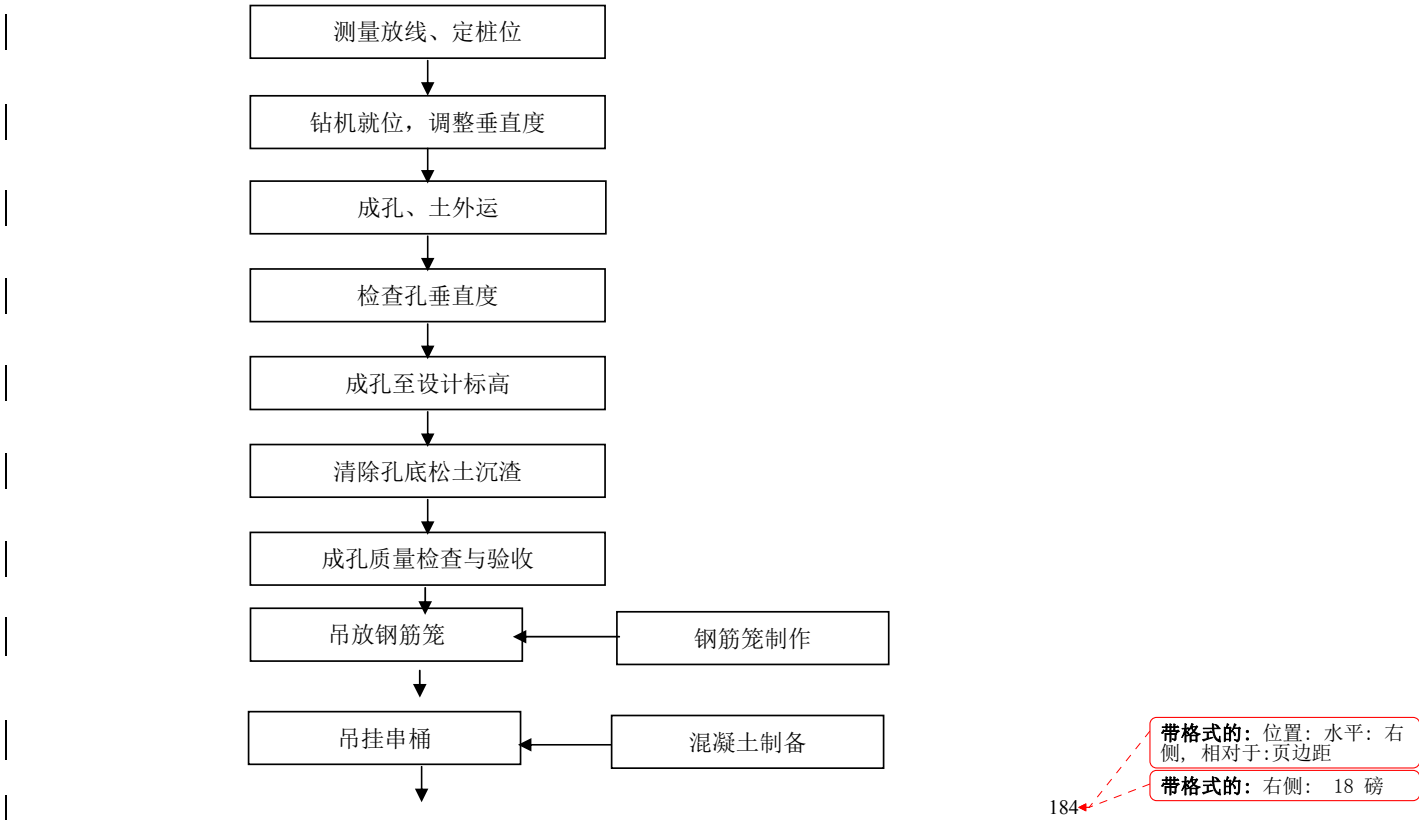 测量放线、定桩位
钻机就位，调整垂直度
成孔、土外运
检查孔垂直度
成孔至设计标高
清除孔底松土沉渣
成孔质量检查与验收
吊放钢筋笼
钢筋笼制作
吊挂串桶
混凝土制备
带格式的: 位置: 水平: 右
侧, 相对于:页边距
带格式的: 右侧: 18 磅
184